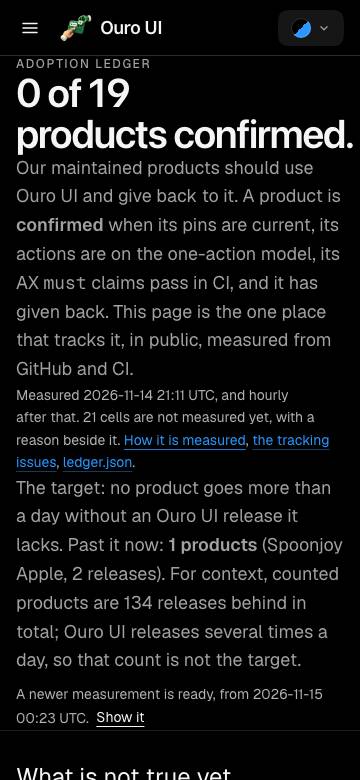 Ouro UI
ADOPTION LEDGER
0 of 19
products confirmed.
Our maintained products should use
Ouro UI and give back to it. A product is
confirmed when its pins are current, its
actions are on the one-action model, its
AX must claims pass in CI, and it has
given back. This page is the one place
that tracks it, in public, measured from
GitHub and CI.
Measured 2026-11-14 21:11 UTC, and hourly
after that. 21 cells are not measured yet, with a
reason beside it. How it is measured, the tracking
issues, ledger.json.
The target: no product goes more than
a day without an Ouro UI release it
lacks. Past it now: 1 products (Spoonjoy
Apple, 2 releases). For context, counted
products are 134 releases behind in
total; Ouro UI releases several times a
day, so that count is not the target.
A newer measurement is ready, from 2026-11-15
00:23 UTC. Show it
What is not true yet